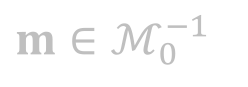 𝐦 ∈ ℳ₀⁻¹